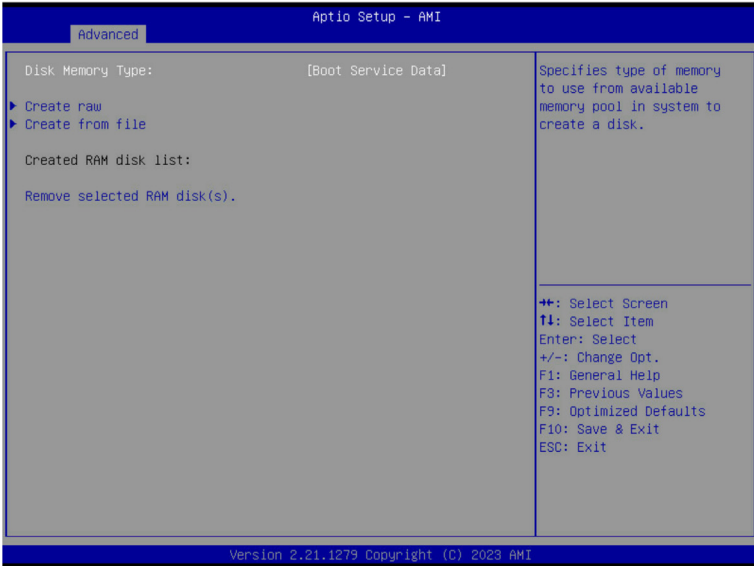 Aptio Setup – AMI
Advanced
Disk Memory Type: [Boot Service Data]
Create raw
Create from file
Created RAM disk list:
Remove selected RAM disk(s).
Specifies type of memory
to use from available
memory pool in system to
create a disk.
→←: Select Screen
↑↓: Select Item
Enter: Select
+/-: Change Opt.
F1: General Help
F3: Previous Values
F9: Optimized Defaults
F10: Save & Exit
ESC: Exit
Version 2.21.1279 Copyright (C) 2023 AMI